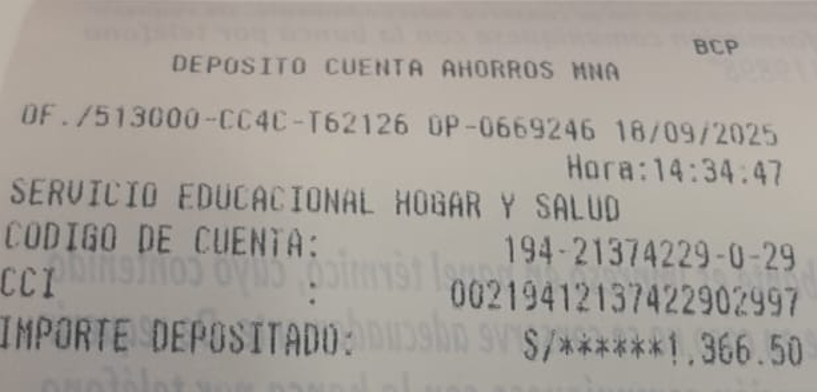 BCP
DEPOSITO CUENTA AHORROS MNA
OF./513000-CC4C-T62126 OP-0669246 18/09/2025
Hora:14:34:47
SERVICIO EDUCACIONAL HOGAR Y SALUD
CODIGO DE CUENTA: 194-21374229-0-29
CCI : 00219412137422902997
IMPORTE DEPOSITADO: S/******!,366.50